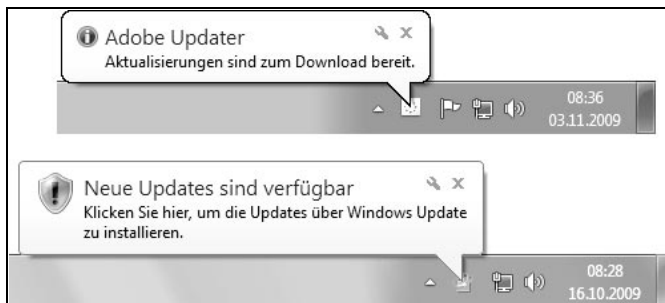 Adobe Updater
Aktualisierungen sind zum Download bereit.
08:36
03.11.2009
Neue Updates sind verfügbar
Klicken Sie hier, um die Updates über Windows Update
zu installieren.
08:28
16.10.2009